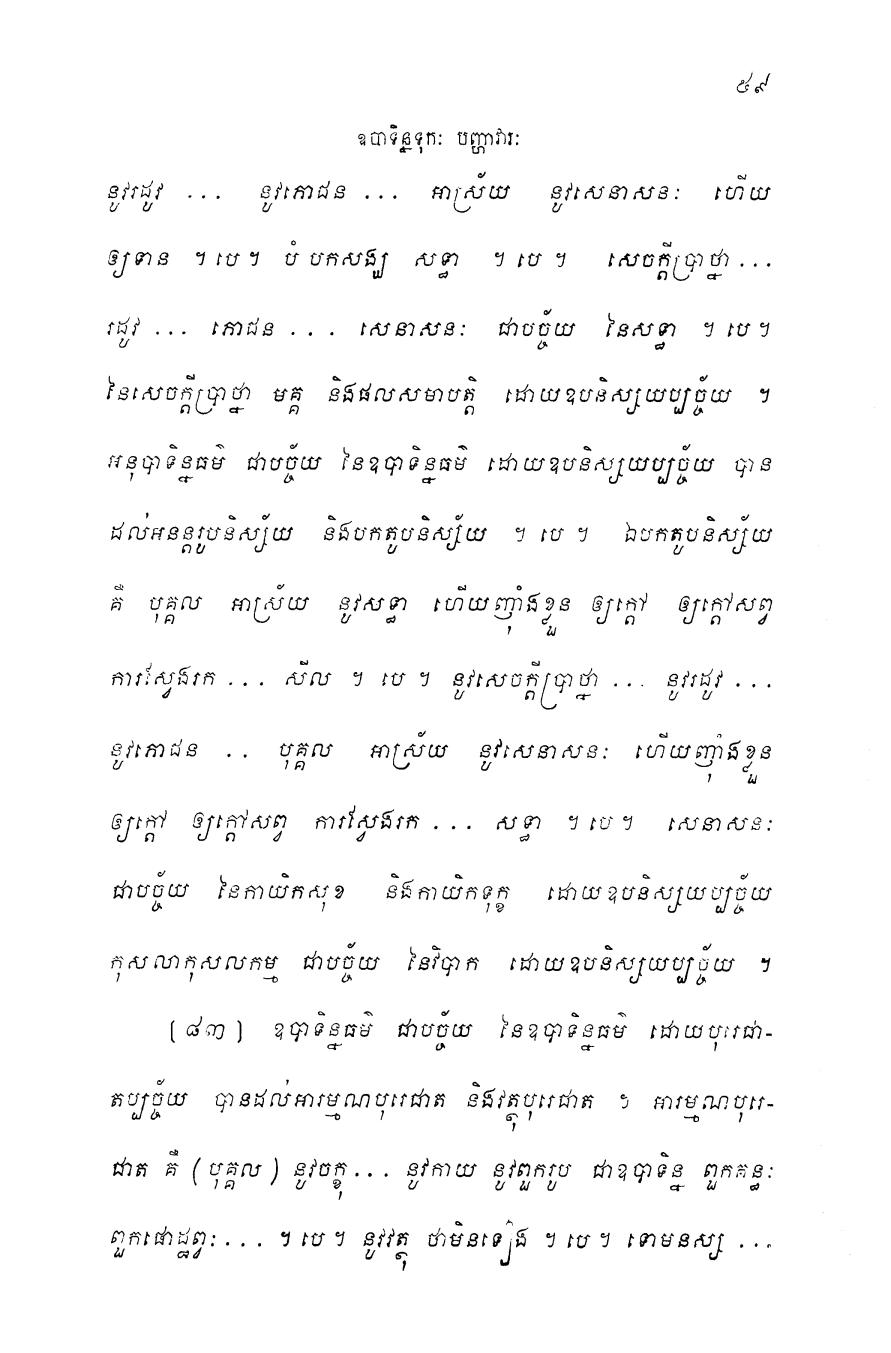 ៥៩
ឧបាទិន្នទុកៈ បញ្ហាវារៈ
នូវរដូវ ... នូវភោជន ... អាស្រ័យ នូវសេនាសនៈ ហើយ
ឲ្យទាន ។ បេ ។ បំបែកសង្ឃ សទ្ធា ។ បេ ។ សេចក្តីប្រាថ្នា ...
រដូវ ... ភោជន ... សេនាសនៈ ជាបច្ច័យ នៃសទ្ធា ។ បេ ។
នៃសេចក្តីប្រាថ្នា មគ្គ និងផលសមាបត្តិ ដោយឧបនិស្សយប្បច្ច័យ ។
អនុបាទិន្នធម៌ ជាបច្ច័យ នៃឧបាទិន្នធម៌ ដោយឧបនិស្សយប្បច្ច័យ បាន
ដល់អនន្តរូបនិស្ស័យ និងបកតូបនិស្ស័យ ។ បេ ។ ឯបកតូបនិស្ស័យ
គឺ បុគ្គល អាស្រ័យ នូវសទ្ធា ហើយញ៉ាំងខ្លួន ឲ្យក្តៅ ឲ្យក្តៅសព្វ
ការស្វែងរក ... សីល ។ បេ ។ នូវសេចក្តីប្រាថ្នា ... នូវរដូវ ...
នូវភោជន .. បុគ្គល អាស្រ័យ នូវសេនាសនៈ ហើយញ៉ាំងខ្លួន
ឲ្យក្តៅ ឲ្យក្តៅសព្វ ការស្វែងរក ... សទ្ធា ។ បេ ។ សេនាសនៈ
ជាបច្ច័យ នៃកាយិកសុខ និងកាយិកទុក្ខ ដោយឧបនិស្សយប្បច្ច័យ
កុសលាកុសលកម្ម ជាបច្ច័យ នៃវិបាក ដោយឧបនិស្សយប្បច្ច័យ ។
(៨៣) ឧបាទិន្នធម៌ ជាបច្ច័យ នៃឧបាទិន្នធម៌ ដោយបុរេជា-
តប្បច្ច័យ បានដល់អារម្មណបុរេជាត និងវត្ថុបុរេជាត ។ អារម្មណបុរេ-
ជាត គឺ (បុគ្គល) នូវចក្ខុ ... នូវកាយ នូវពួករូប ជាឧបាទិន្ន ពួកគន្ធៈ
ពួកផោដ្ឋព្វៈ ... ។ បេ ។ នូវវត្ថុ ថាមិនទៀង ។ បេ ។ ទោមនស្ស ...